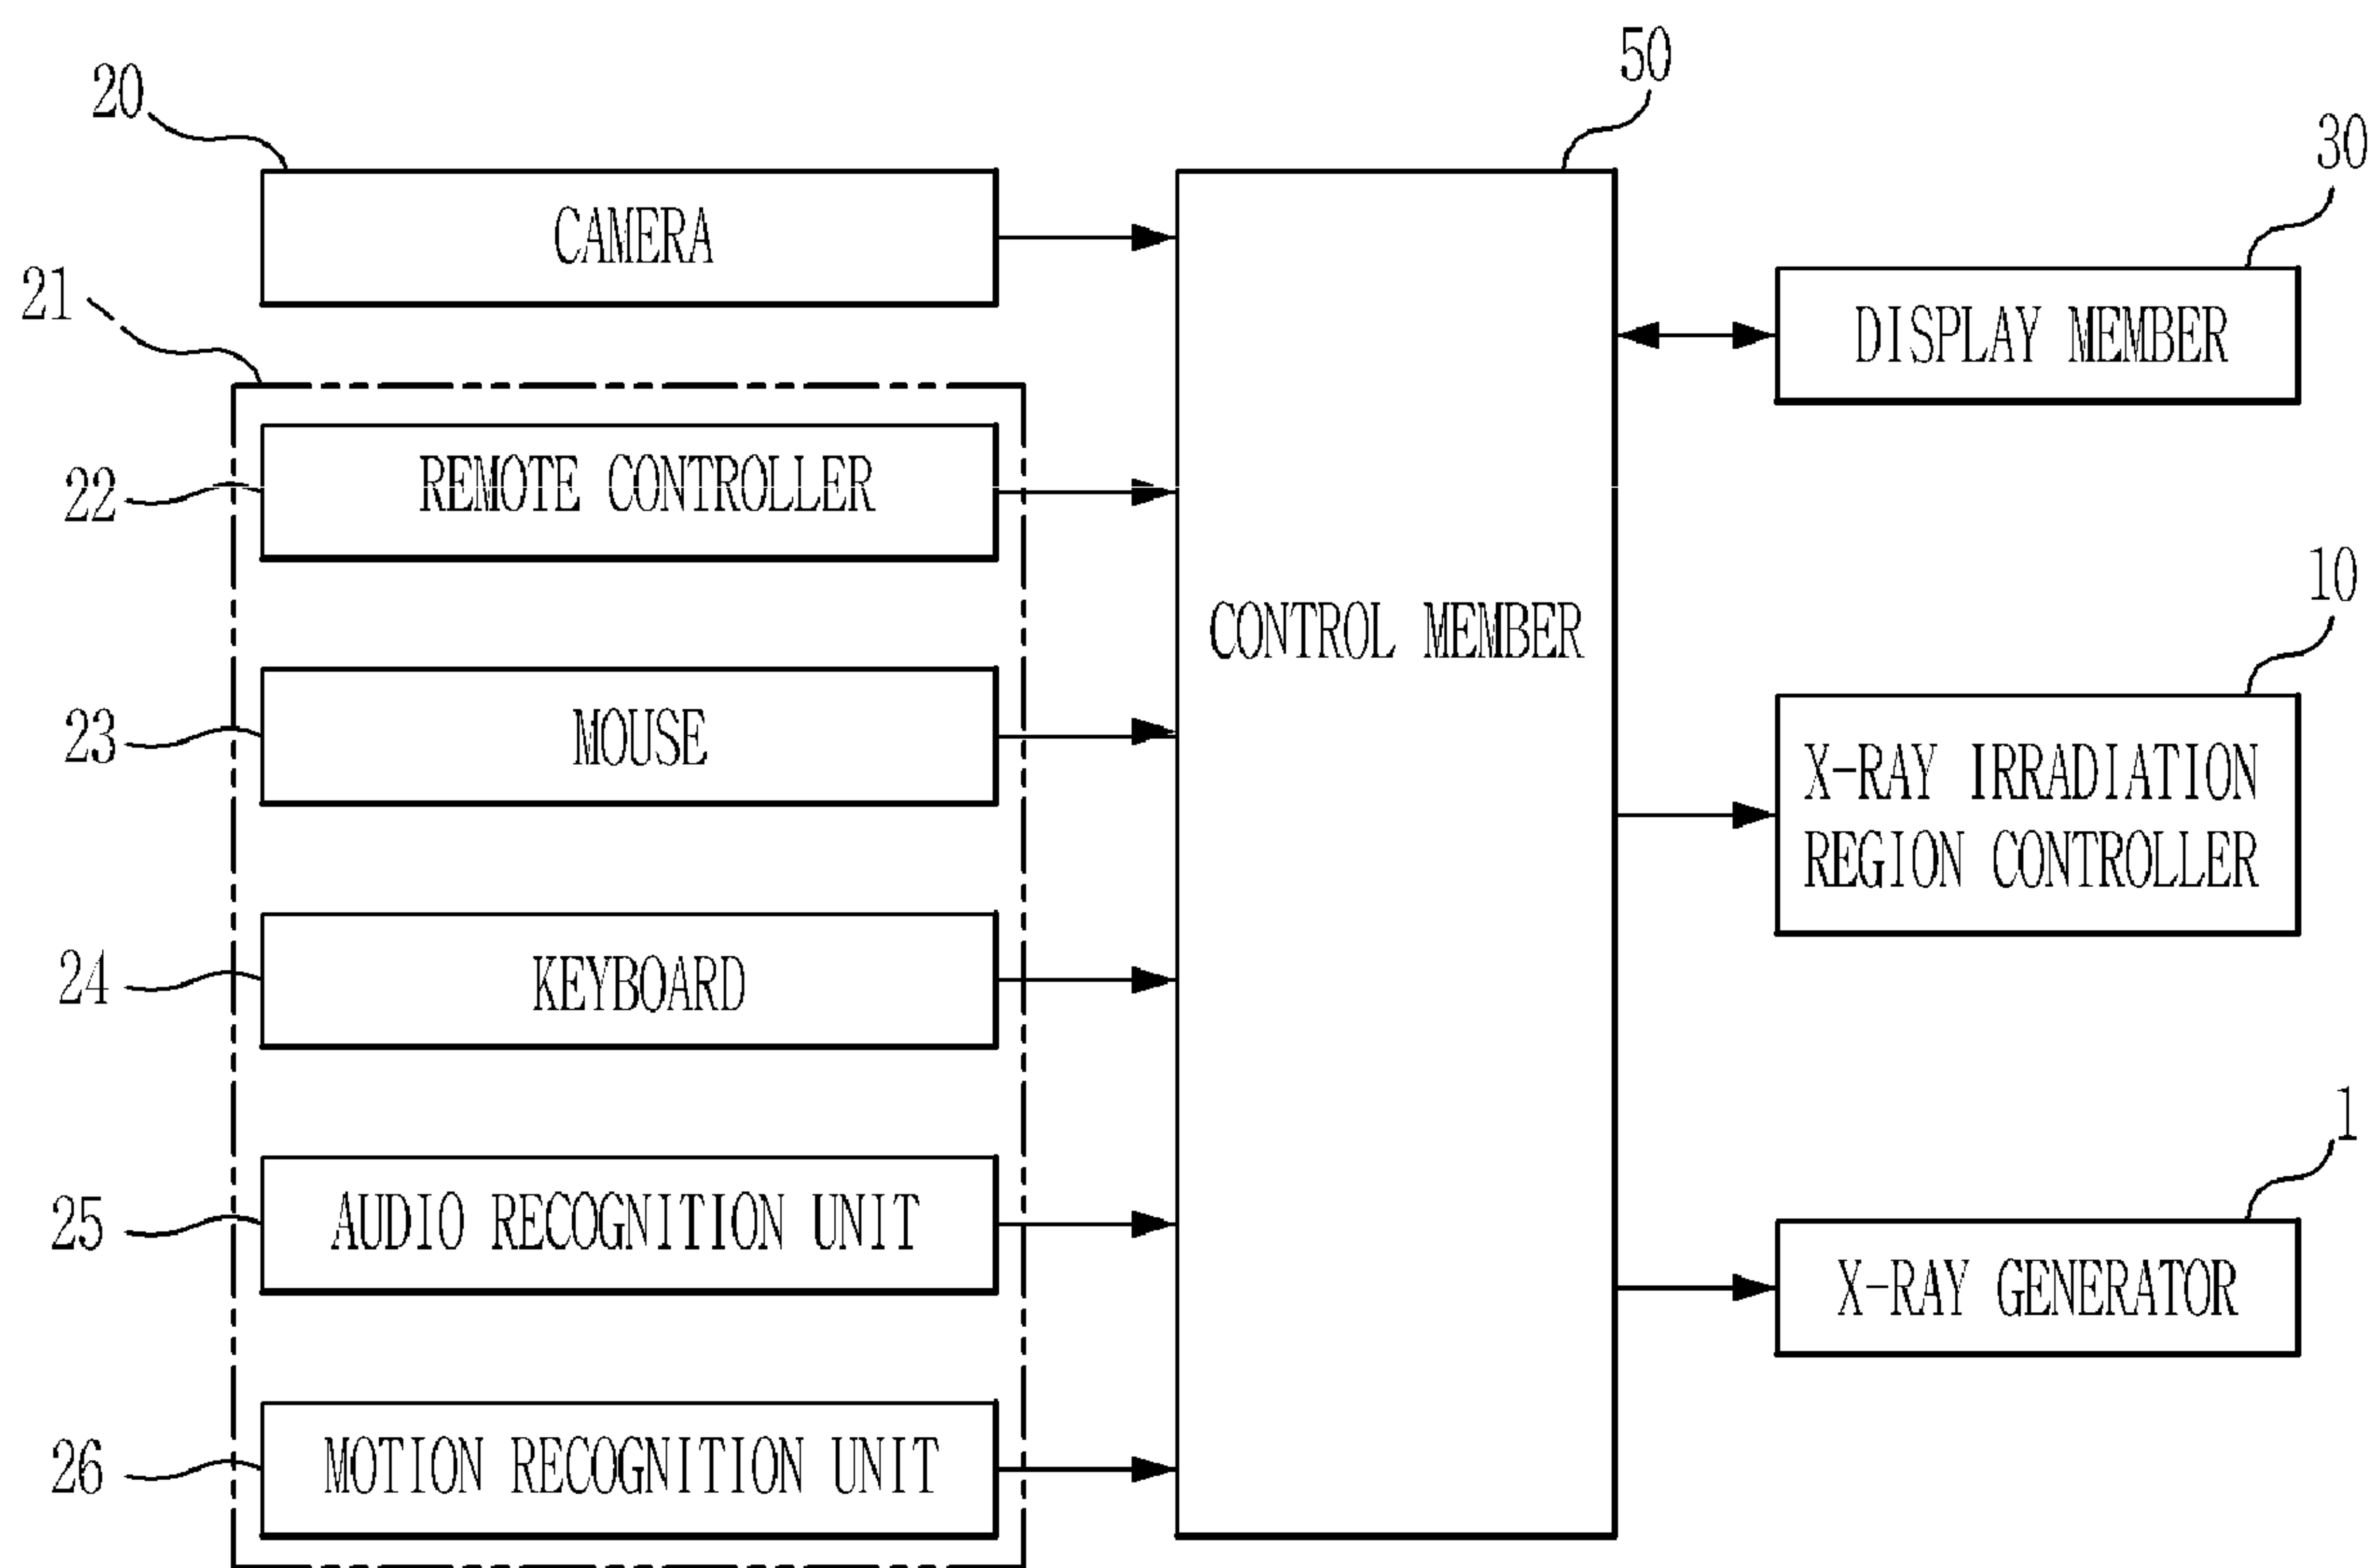 20
CAMERA
21
22
REMOTE CONTROLLER
23
MOUSE
24
KEYBOARD
25
AUDIO RECOGNITION UNIT
26
MOTION RECOGNITION UNIT
50
CONTROL MEMBER
30
DISPLAY MEMBER
10
X-RAY IRRADIATION
REGION CONTROLLER
1
X-RAY GENERATOR